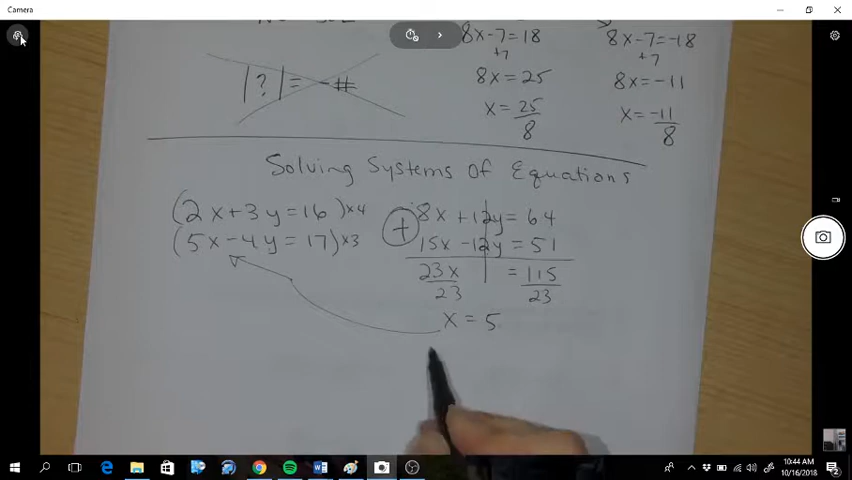 Camera
8x-7=18
+7
8x=25
x=25/8
8x-7=-18
+7
8x=-11
x=-11/8
|?|=-#
Solving Systems Of Equations
(2x+3y=16)x4
(5x-4y=17)x3
+
8x+12y=64
15x-12y=51
23x/23 = 115/23
x=5
10:44 AM
10/16/2018